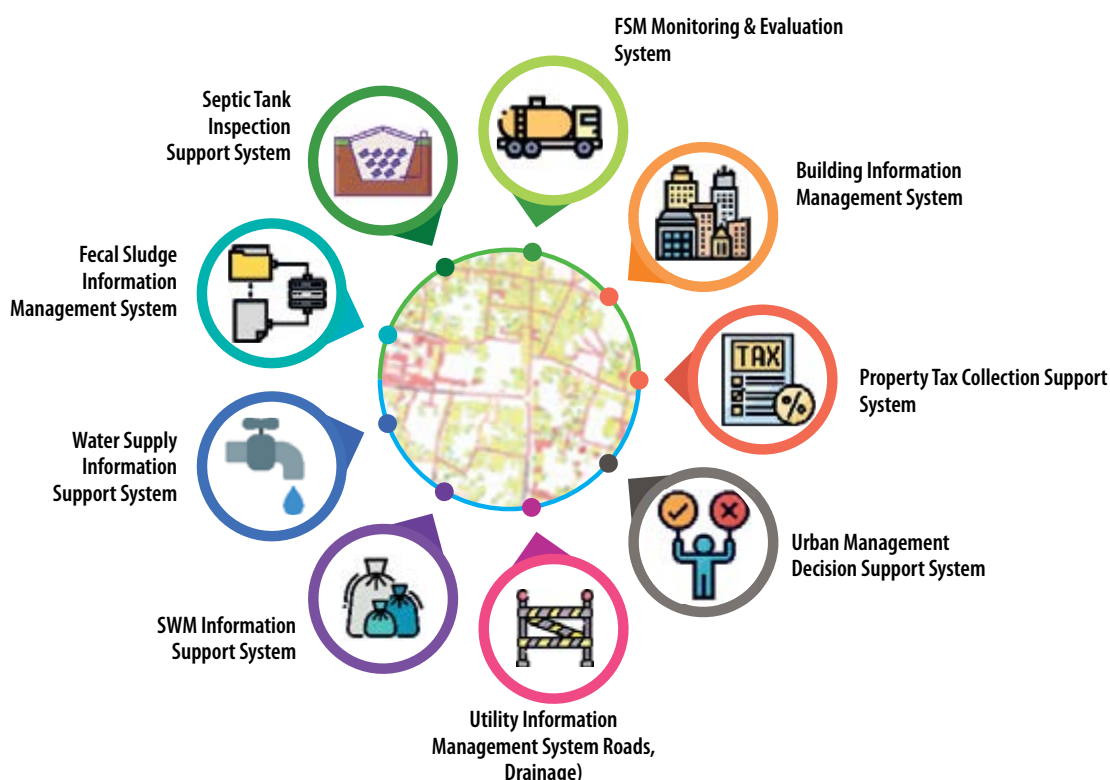 FSM Monitoring & Evaluation
System
Septic Tank
Inspection
Support System
Building Information
Management System
Fecal Sludge
Information
Management System
TAX
Property Tax Collection Support
System
Water Supply
Information
Support System
Urban Management
Decision Support System
SWM Information
Support System
Utility Information
Management System Roads,
Drainage)